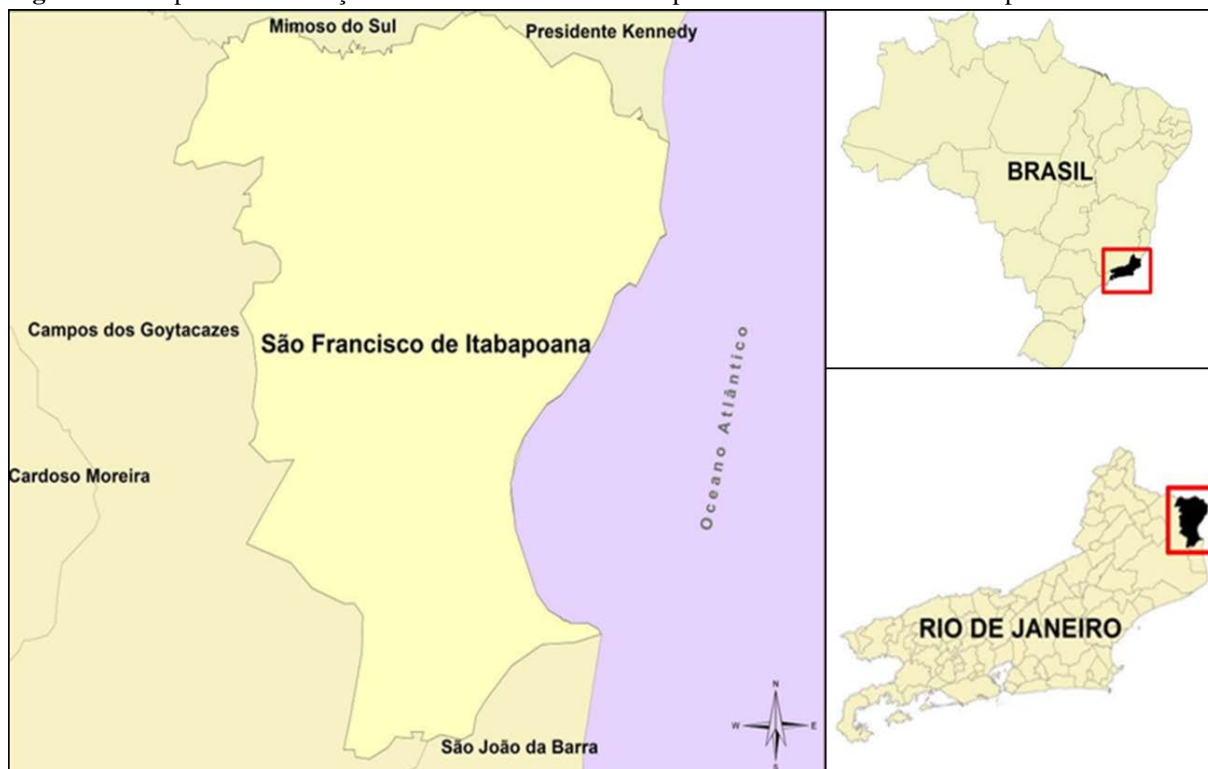 Mimoso do Sul
Presidente Kennedy
BRASIL
Campos dos Goytacazes
São Francisco de Itabapoana
Oceano Atlântico
Cardoso Moreira
RIO DE JANEIRO
N
W
E
S
São João da Barra